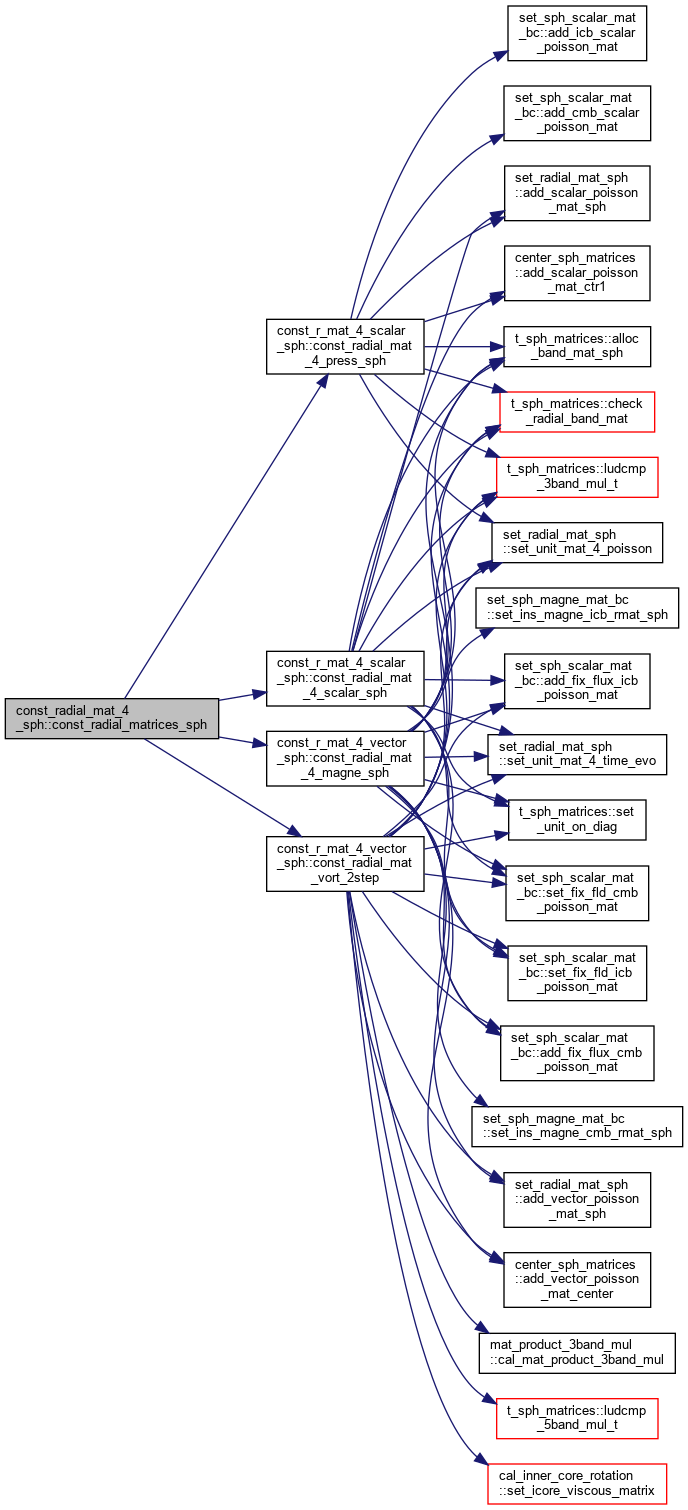 set_sph_scalar_mat
_bc::add_icb_scalar
_poisson_mat
set_sph_scalar_mat
_bc::add_cmb_scalar
_poisson_mat
set_radial_mat_sph
::add_scalar_poisson
_mat_sph
center_sph_matrices
::add_scalar_poisson
_mat_ctr1
const_r_mat_4_scalar
_sph::const_radial_mat
_4_press_sph
t_sph_matrices::alloc
_band_mat_sph
t_sph_matrices::check
_radial_band_mat
t_sph_matrices::ludcmp
_3band_mul_t
set_radial_mat_sph
::set_unit_mat_4_poisson
set_sph_magne_mat_bc
::set_ins_magne_icb_rmat_sph
const_r_mat_4_scalar
_sph::const_radial_mat
_4_scalar_sph
set_sph_scalar_mat
_bc::add_fix_flux_icb
_poisson_mat
const_radial_mat_4
_sph::const_radial_matrices_sph
const_r_mat_4_vector
_sph::const_radial_mat
_4_magne_sph
set_radial_mat_sph
::set_unit_mat_4_time_evo
t_sph_matrices::set
_unit_on_diag
const_r_mat_4_vector
_sph::const_radial_mat
_vort_2step
set_sph_scalar_mat
_bc::set_fix_fld_cmb
_poisson_mat
set_sph_scalar_mat
_bc::set_fix_fld_icb
_poisson_mat
set_sph_scalar_mat
_bc::add_fix_flux_cmb
_poisson_mat
set_sph_magne_mat_bc
::set_ins_magne_cmb_rmat_sph
set_radial_mat_sph
::add_vector_poisson
_mat_sph
center_sph_matrices
::add_vector_poisson
_mat_center
mat_product_3band_mul
::cal_mat_product_3band_mul
t_sph_matrices::ludcmp
_5band_mul_t
cal_inner_core_rotation
::set_icore_viscous_matrix